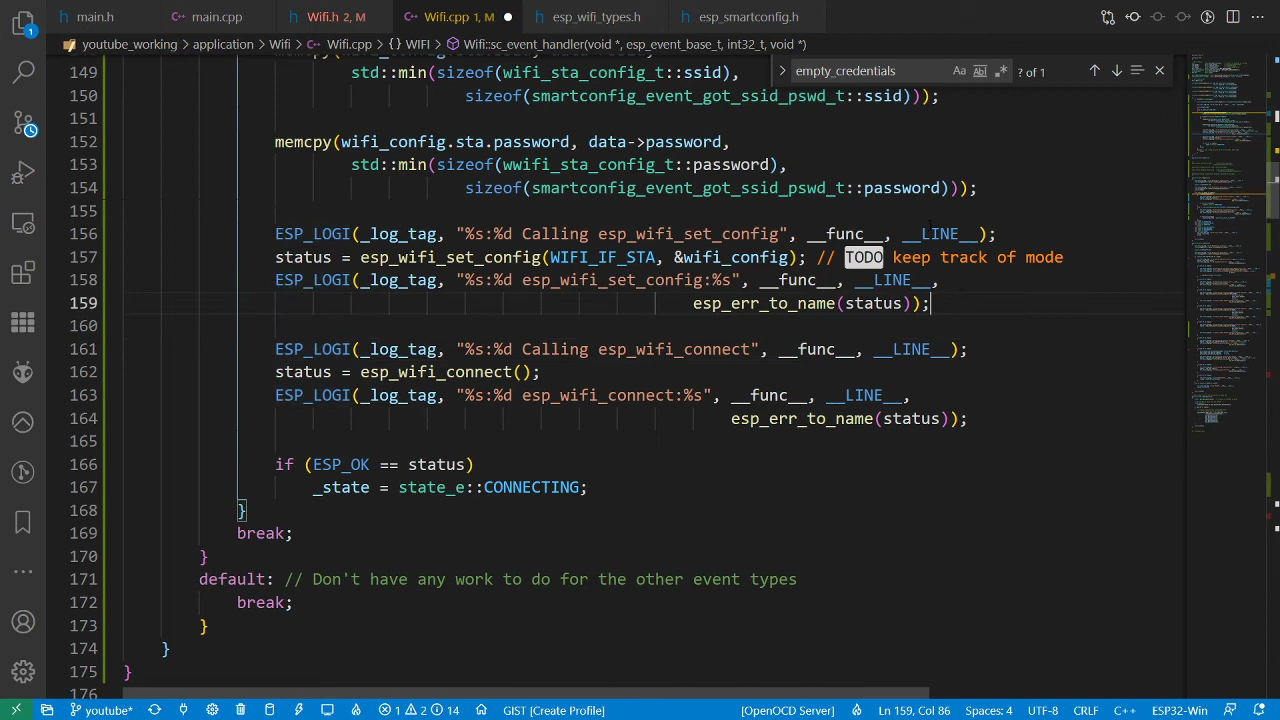 main.h
main.cpp
Wifi.h 2, M
Wifi.cpp 1, M
esp_wifi_types.h
esp_smartconfig.h
youtube_working > application > Wifi > Wifi.cpp > {} WIFI > Wifi::sc_event_handler(void *, esp_event_base_t, int32_t, void *)
empty_credentials
Aa
ab
? of 1
149 std::min(sizeof(wifi_sta_config_t::ssid),
150 sizeof(smartconfig_event_got_ssid_pswd_t::ssid)));
151
152 memcpy(wifi_config.sta.password, data->password,
153 std::min(sizeof(wifi_sta_config_t::password),
154 sizeof(smartconfig_event_got_ssid_pswd_t::password)));
155
156 ESP_LOGI(_log_tag, "%s:%d Calling esp_wifi_set_config", __func__, __LINE__);
157 status = esp_wifi_set_config(WIFI_IF_STA, &wifi_config); // TODO keep track of mode
158 ESP_LOGI(_log_tag, "%s:%d esp_wifi_set_config:%s", __func__, __LINE__,
159 esp_err_to_name(status));
160
161 ESP_LOGI(_log_tag, "%s:%d Calling esp_wifi_connect", __func__, __LINE__);
162 status = esp_wifi_connect();
163 ESP_LOGI(_log_tag, "%s:%d esp_wifi_connect:%s", __func__, __LINE__,
164 esp_err_to_name(status));
165
166 if (ESP_OK == status)
167 _state = state_e::CONNECTING;
168 }
169 break;
170 }
171 default: // Don't have any work to do for the other event types
172 break;
173 }
174 }
175 }
176
youtube*
1 2 14
GIST [Create Profile]
[OpenOCD Server]
Ln 159, Col 86
Spaces: 4
UTF-8
CRLF
C++
ESP32-Win